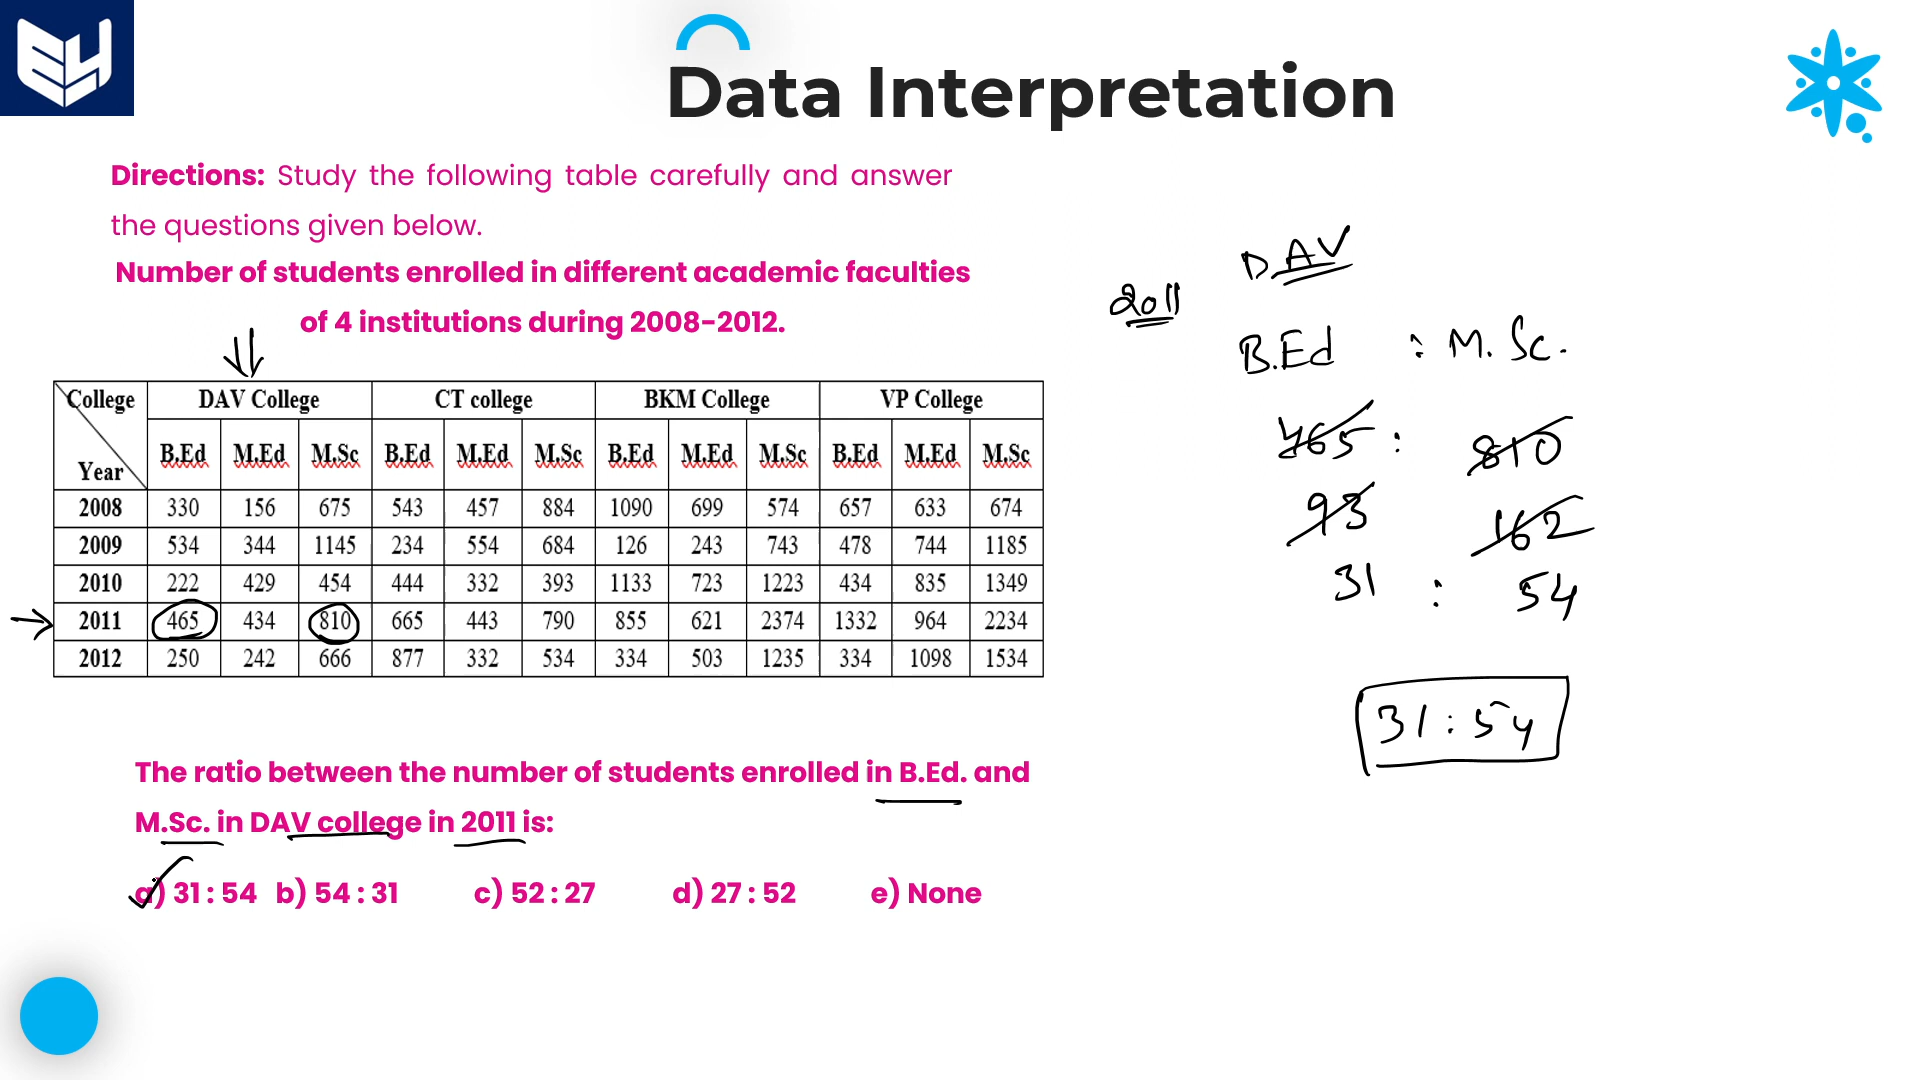 Data Interpretation
Directions: Study the following table carefully and answer
the questions given below.
Number of students enrolled in different academic faculties
of 4 institutions during 2008-2012.
College DAV College CT college BKM College VP College
Year B.Ed M.Ed M.Sc B.Ed M.Ed M.Sc B.Ed M.Ed M.Sc B.Ed M.Ed M.Sc
2008 330 156 675 543 457 884 1090 699 574 657 633 674
2009 534 344 1145 234 554 684 126 243 743 478 744 1185
2010 222 429 454 444 332 393 1133 723 1223 434 835 1349
2011 465 434 810 665 443 790 855 621 2374 1332 964 2234
2012 250 242 666 877 332 534 334 503 1235 334 1098 1534
The ratio between the number of students enrolled in B.Ed. and
M.Sc. in DAV college in 2011 is:
a) 31 : 54 b) 54 : 31 c) 52 : 27 d) 27 : 52 e) None
DAV
2011
B.Ed : M.Sc.
465 : 810
93 162
31 : 54
31 : 54